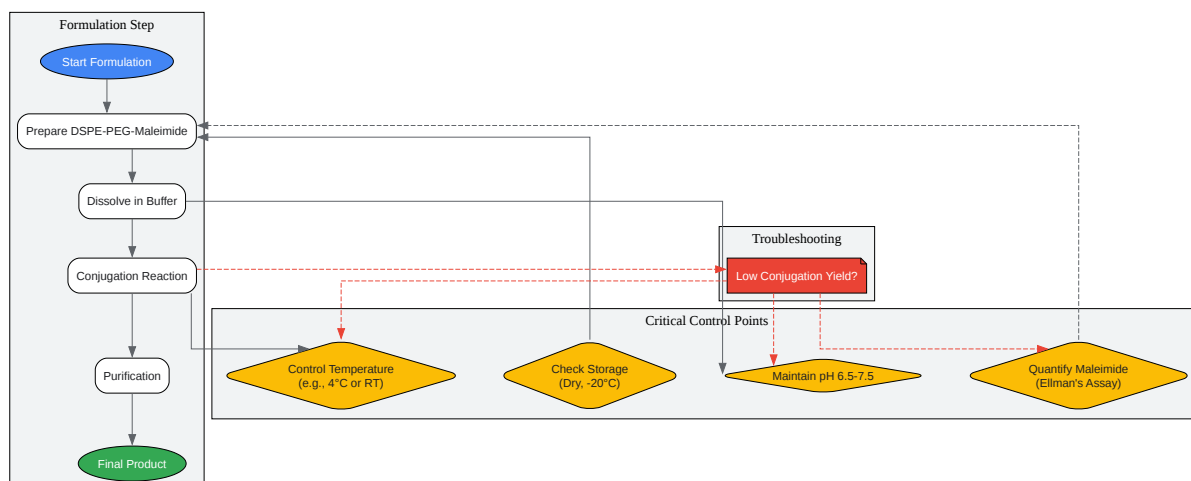 Formulation Step
Start Formulation
Prepare DSPE-PEG-Maleimide
Dissolve in Buffer
Conjugation Reaction
Purification
Final Product
Troubleshooting
Low Conjugation Yield?
Critical Control Points
Control Temperature
(e.g., 4°C or RT)
Check Storage
(Dry, -20°C)
Maintain pH 6.5-7.5
Quantify Maleimide
(Ellman's Assay)